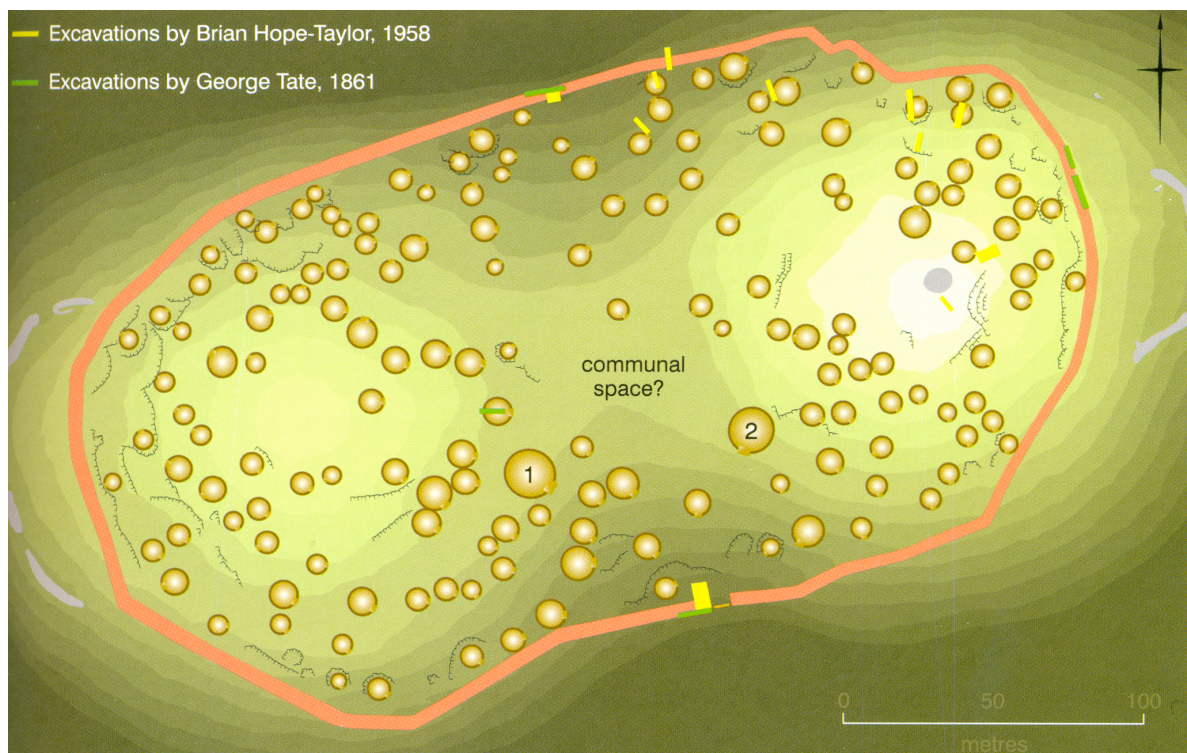 Excavations by Brian Hope-Taylor, 1958
Excavations by George Tate, 1861
communal
space?
2
1
0 50 100
metres